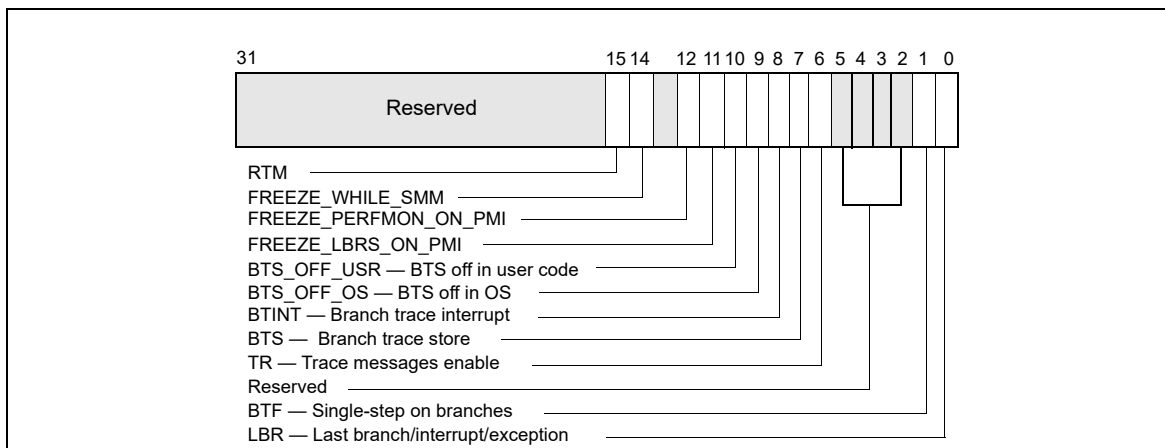 31 15 14 12 11 10 9 8 7 6 5 4 3 2 1 0
Reserved
RTM
FREEZE_WHILE_SMM
FREEZE_PERFMON_ON_PMI
FREEZE_LBRS_ON_PMI
BTS_OFF_USR — BTS off in user code
BTS_OFF_OS — BTS off in OS
BTINT — Branch trace interrupt
BTS — Branch trace store
TR — Trace messages enable
Reserved
BTF — Single-step on branches
LBR — Last branch/interrupt/exception